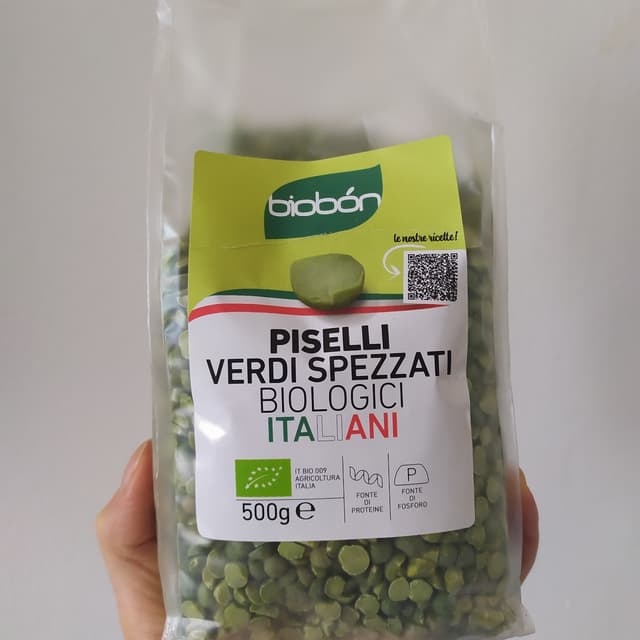 biobón
le nostre ricette!
PISELLI
VERDI SPEZZATI
BIOLOGICI
ITALIANI
IT BIO 009
AGRICOLTURA
ITALIA
500g e
FONTE
DI
PROTEINE
P
FONTE
DI
FOSFORO